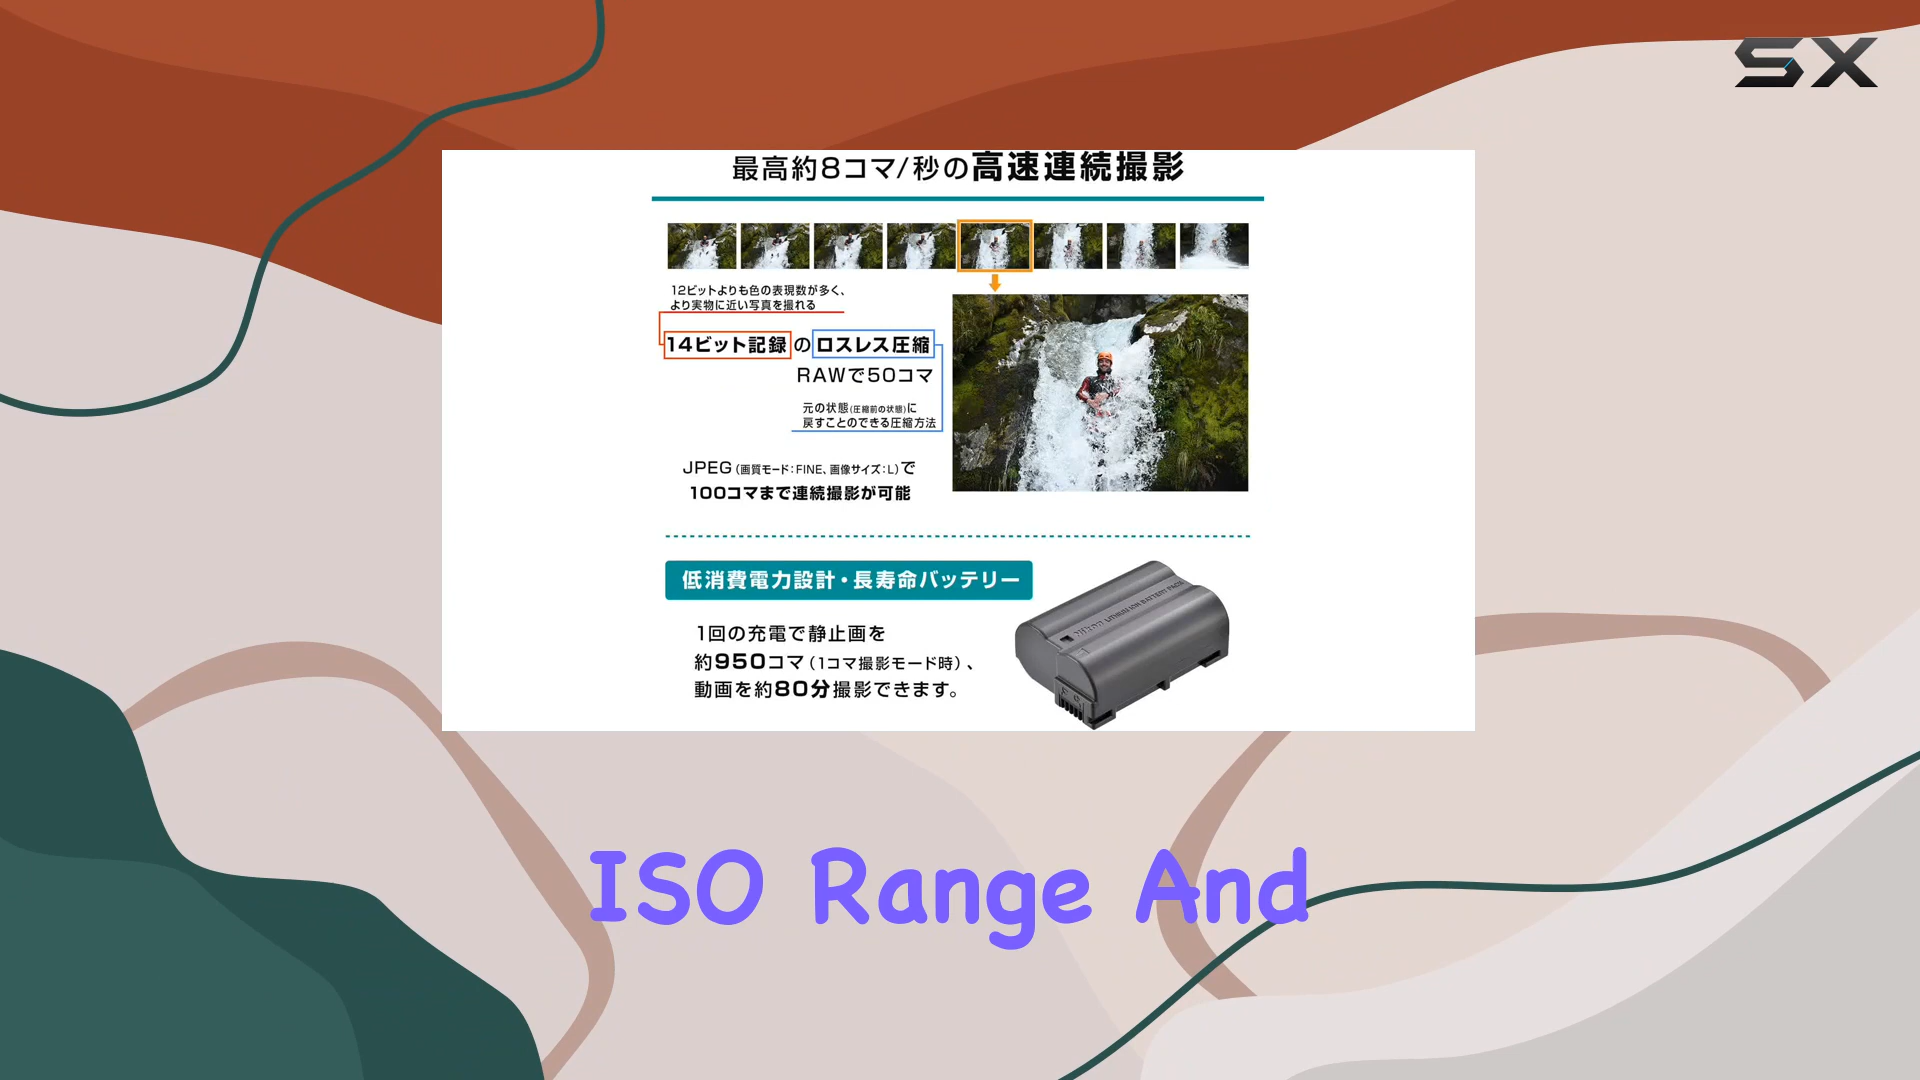 SX
最高約8コマ/秒の高速連続撮影
12ビットよりも色の表現数が多く、
より実物に近い写真を撮れる
14ビット記録のロスレス圧縮
RAWで50コマ
元の状態(圧縮前の状態)に
戻すことのできる圧縮方法
JPEG(画質モード:FINE、画像サイズ:L)で
100コマまで連続撮影が可能
低消費電力設計・長寿命バッテリー
1回の充電で静止画を
約950コマ(1コマ撮影モード時)、
動画を約80分撮影できます。
Nikon LITHIUM ION BATTERY PACK
ISO Range And